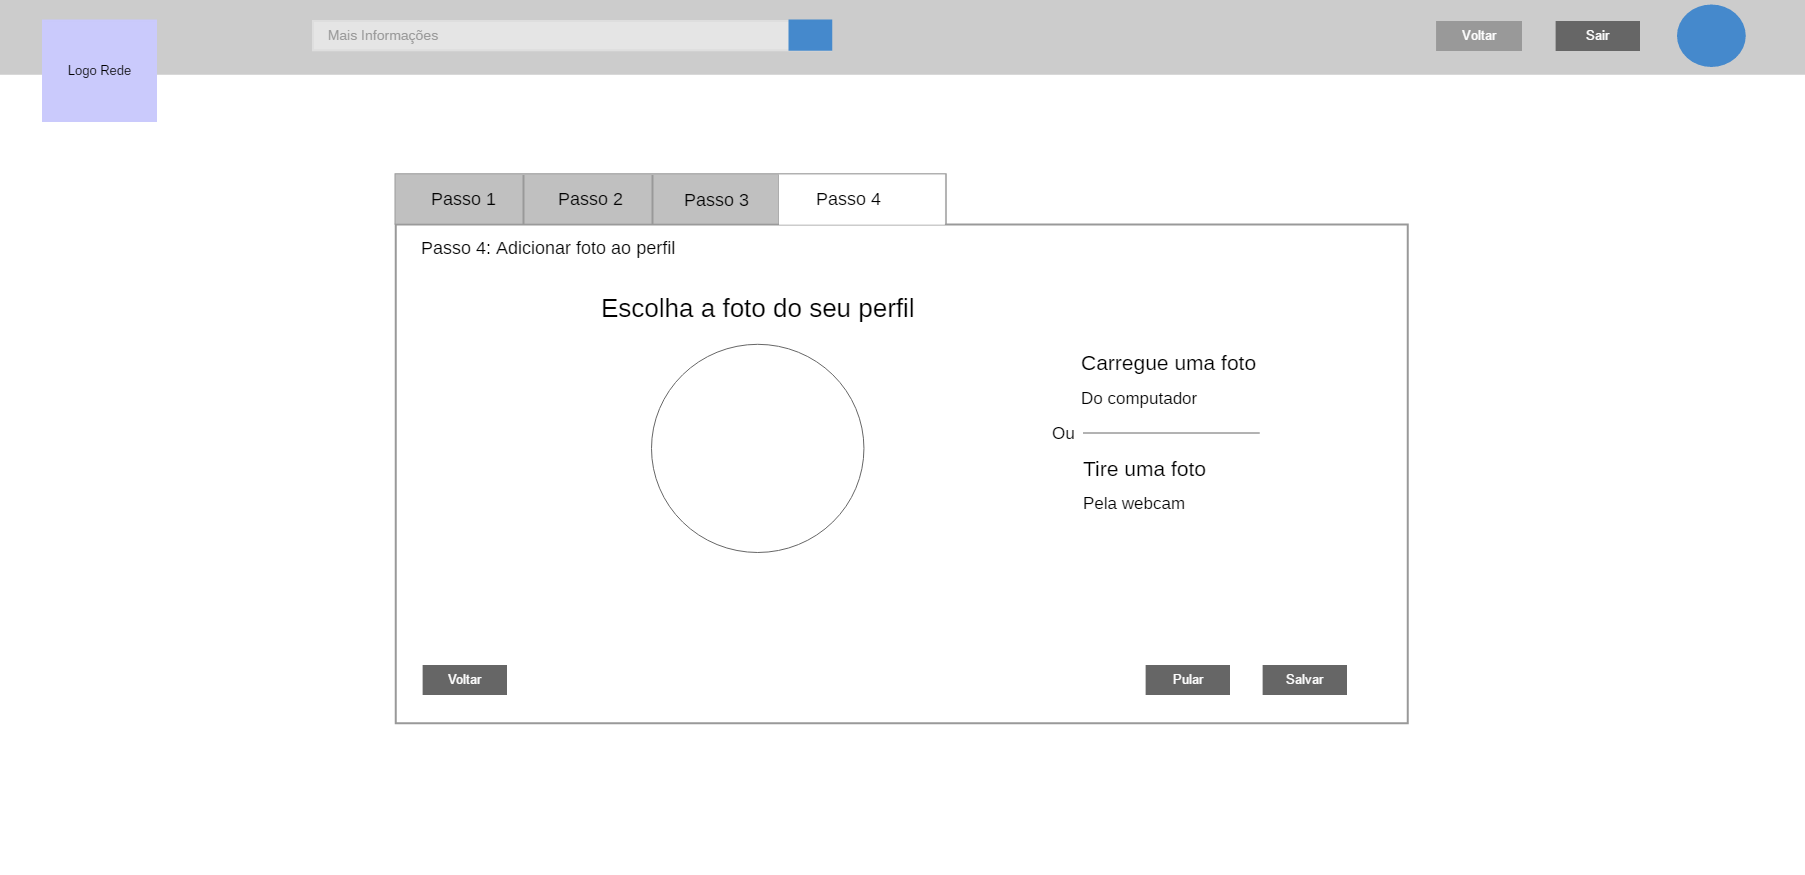 Mais Informações
Voltar
Sair
Logo Rede
Passo 1
Passo 2
Passo 3
Passo 4
Passo 4: Adicionar foto ao perfil
Escolha a foto do seu perfil
Carregue uma foto
Do computador
Ou
Tire uma foto
Pela webcam
Voltar
Pular
Salvar